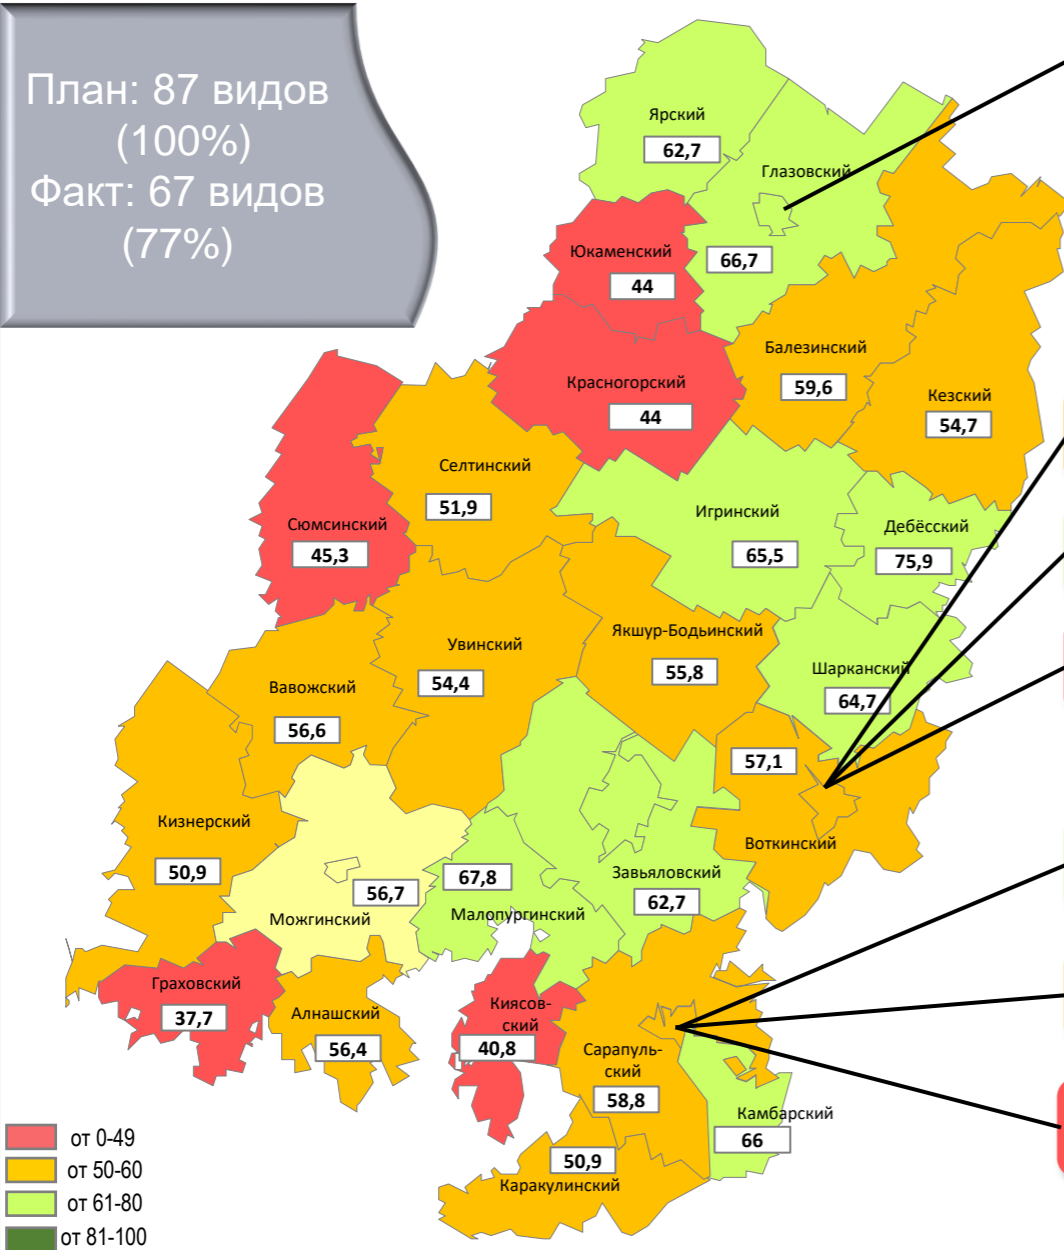 План: 87 видов
(100%)
Факт: 67 видов
(77%)
Ярский
62,7
Глазовский
66,7
Юкаменский
44
Красногорский
44
Балезинский
59,6
Кезский
54,7
Селтинский
51,9
Сюмсинский
45,3
Игринский
65,5
Дебёсский
75,9
Увинский
54,4
Якшур-Бодьинский
55,8
Шарканский
64,7
Вавожский
56,6
57,1
Воткинский
Кизнерский
50,9
56,7
Можгинский
67,8
Малопургинский
Завьяловский
62,7
Граховский
37,7
Алнашский
56,4
Киясов-
ский
40,8
Сарапуль-
ский
58,8
Камбарский
66
50,9
Каракулинский
от 0-49
от 50-60
от 61-80
от 81-100